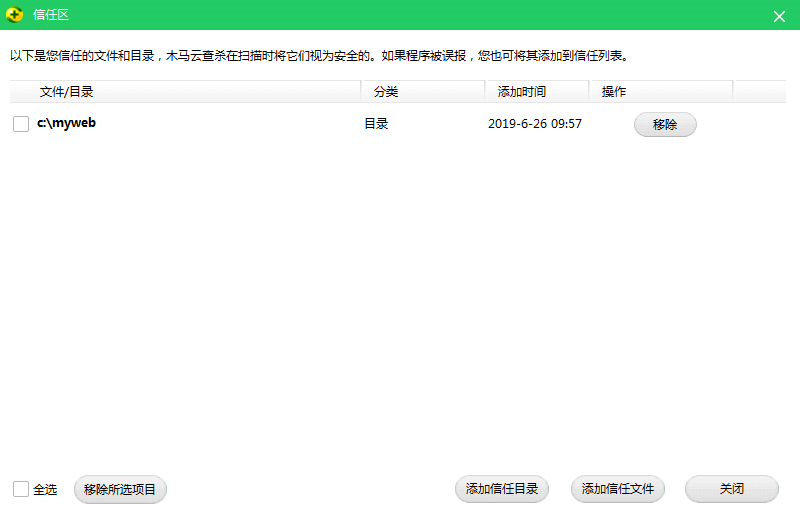 信任区
以下是您信任的文件和目录，木马云查杀在扫描时将它们视为安全的。如果程序被误报，您也可将其添加到信任列表。
文件/目录 分类 添加时间 操作
c:\myweb 目录 2019-6-26 09:57 移除
全选 移除所选项目 添加信任目录 添加信任文件 关闭